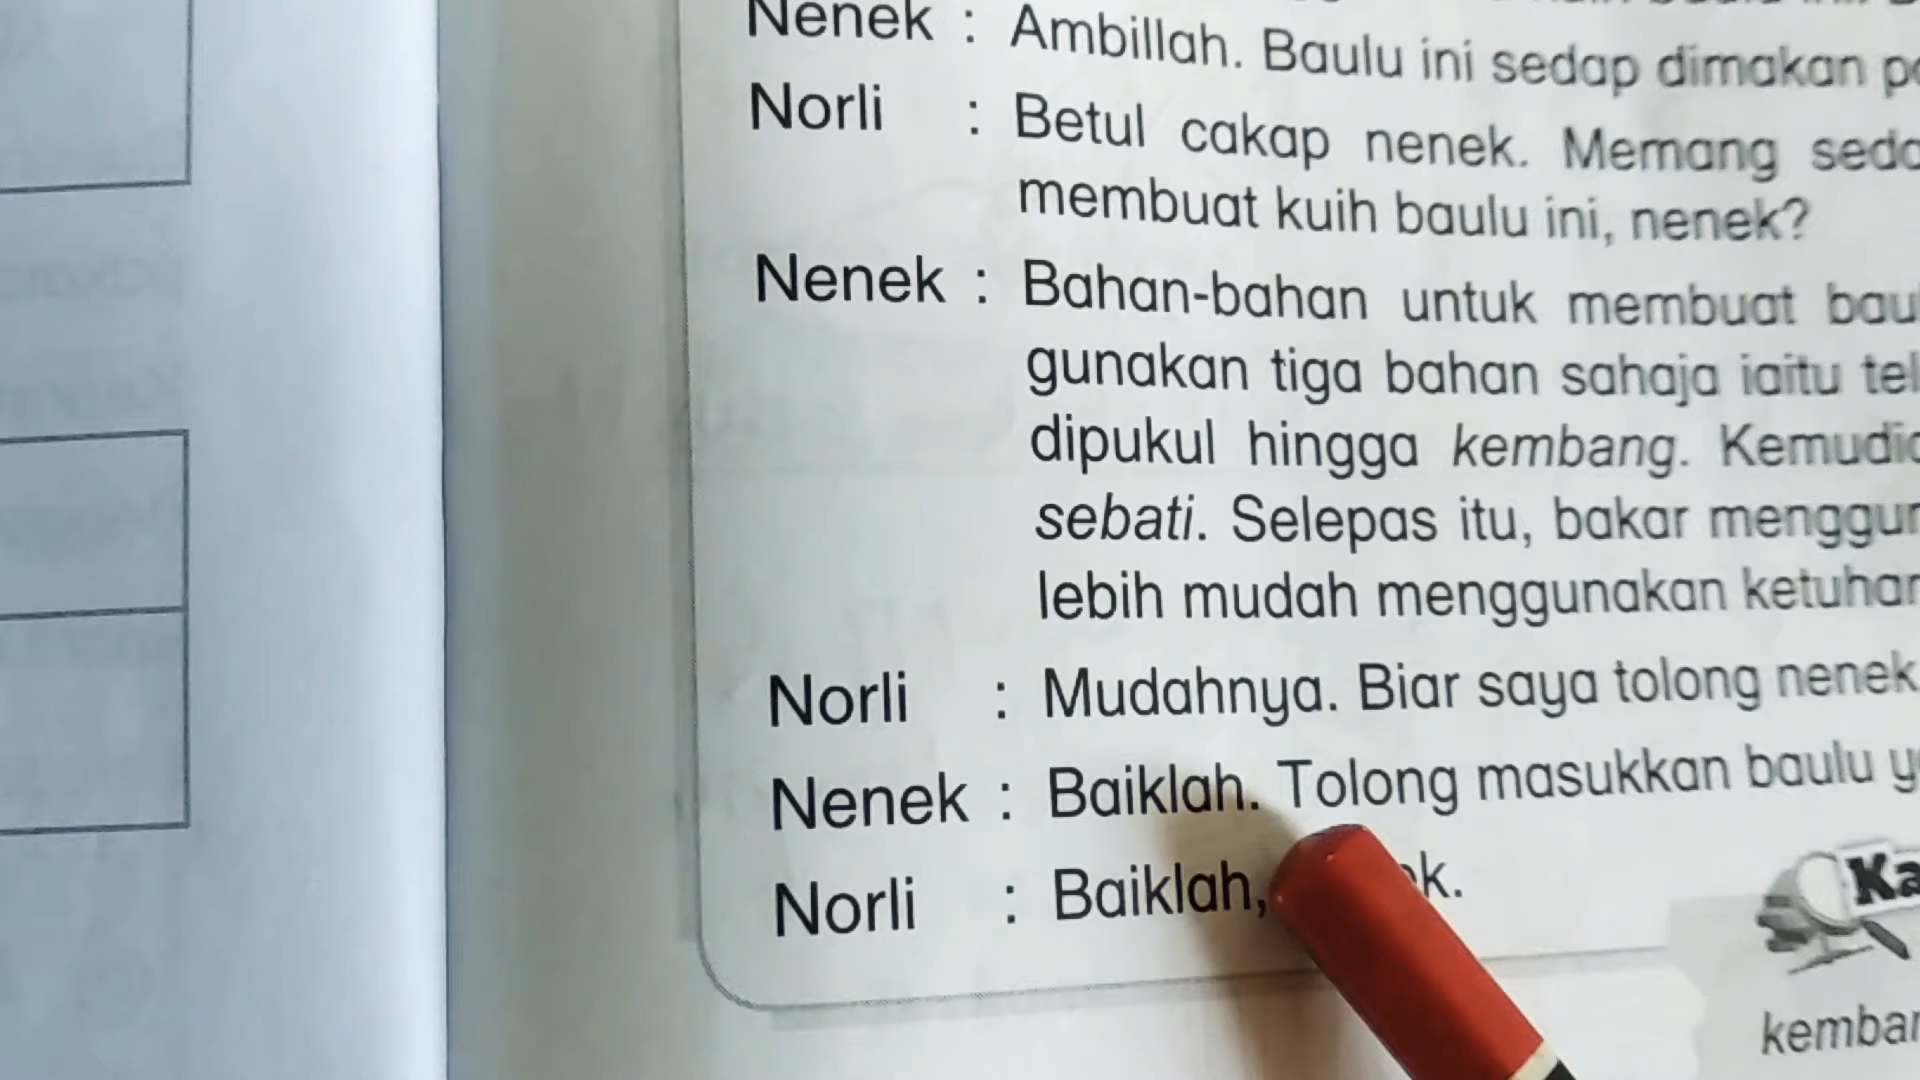 Nenek : Ambillah. Baulu ini sedap dimakan
Norli : Betul cakap nenek. Memang
membuat kuih baulu ini, nenek?
Nenek : Bahan-bahan untuk membuat
gunakan tiga bahan sahaja iaitu
dipukul hingga kembang.
sebati. Selepas itu, bakar
lebih mudah menggunakan
Norli : Mudahnya. Biar saya tolong nenek
Nenek : Baiklah. Tolong masukkan baulu
Norli : Baiklah,